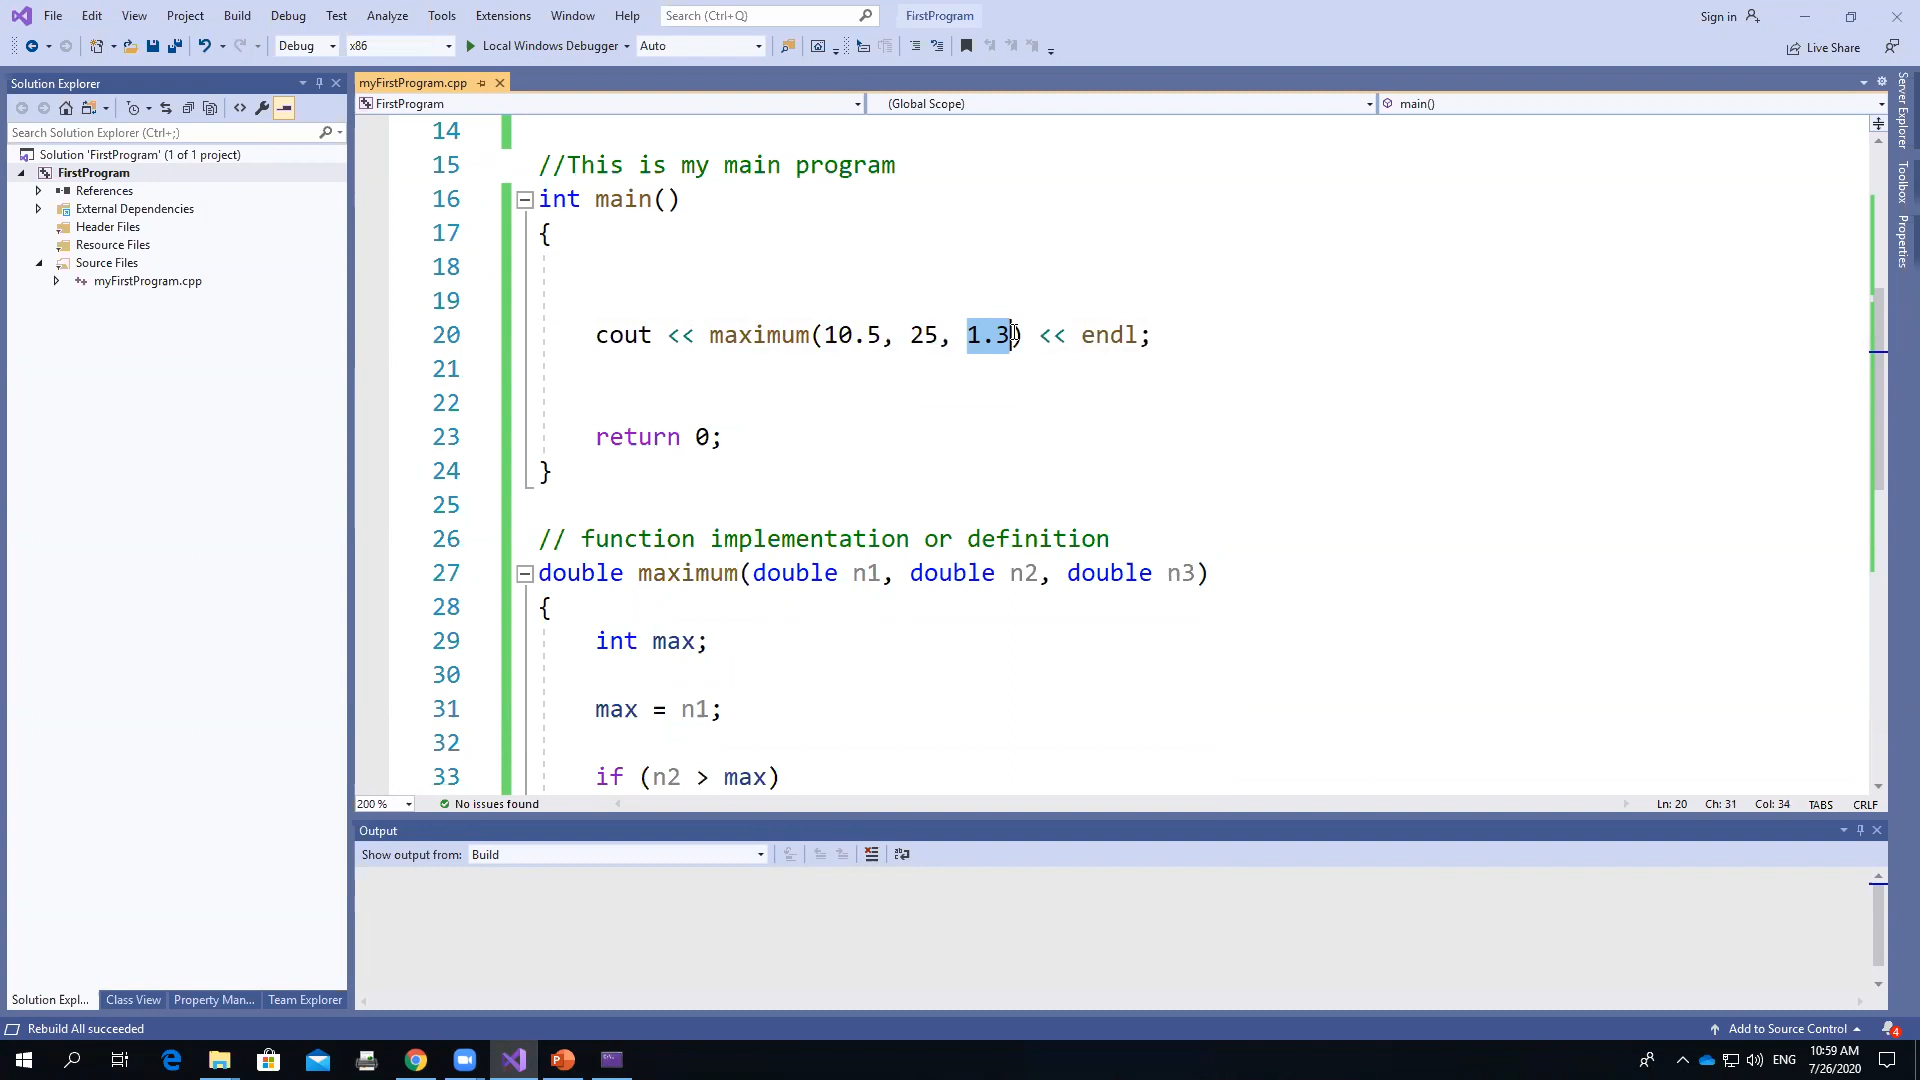 File Edit View Project Build Debug Test Analyze Tools Extensions Window Help Search (Ctrl+Q) FirstProgram Sign in
Debug x86 Local Windows Debugger Auto Live Share
Solution Explorer
Search Solution Explorer (Ctrl+;)
Solution 'FirstProgram' (1 of 1 project)
FirstProgram
References
External Dependencies
Header Files
Resource Files
Source Files
myFirstProgram.cpp
Solution Expl... Class View Property Man... Team Explorer
myFirstProgram.cpp
FirstProgram (Global Scope) main()
14
15 //This is my main program
16 int main()
17 {
18
19
20 cout << maximum(10.5, 25, 1.3) << endl;
21
22
23 return 0;
24 }
25
26 // function implementation or definition
27 double maximum(double n1, double n2, double n3)
28 {
29 int max;
30
31 max = n1;
32
33 if (n2 > max)
200 % No issues found Ln: 20 Ch: 31 Col: 34 TABS CRLF
Output
Show output from: Build
Server Explorer
Toolbox
Properties
Rebuild All succeeded Add to Source Control 4
ENG 10:59 AM
7/26/2020